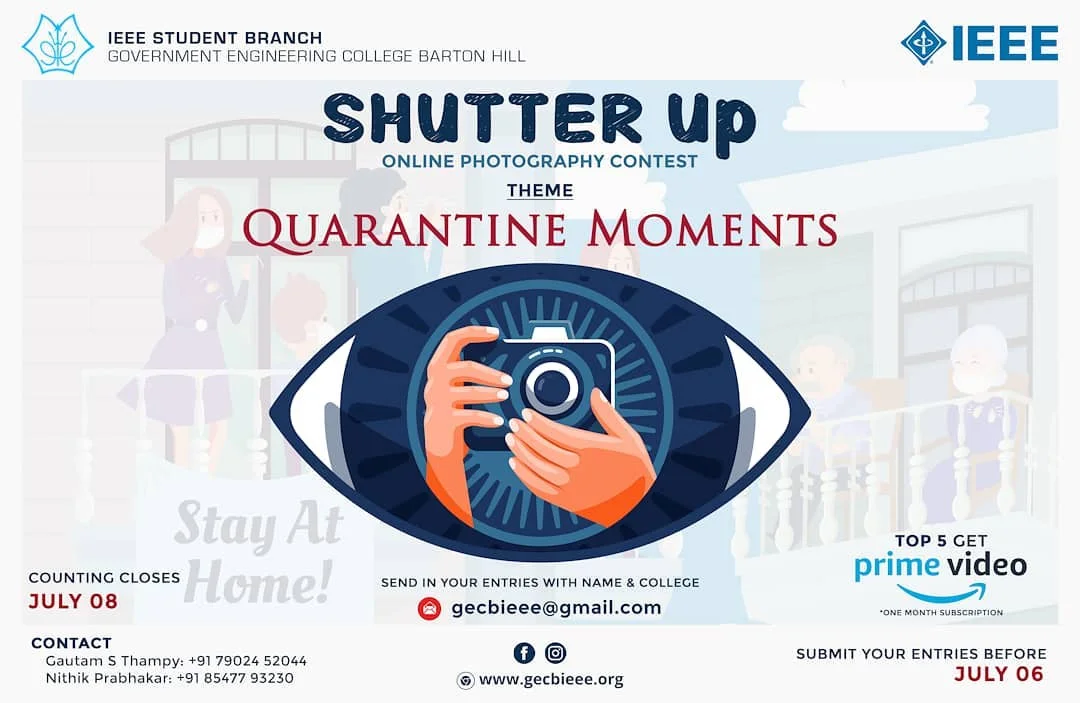 IEEE STUDENT BRANCH
GOVERNMENT ENGINEERING COLLEGE BARTON HILL
IEEE
SHUTTER Up
ONLINE PHOTOGRAPHY CONTEST
THEME
QUARANTINE MOMENTS
Stay At
Home!
COUNTING CLOSES
JULY 08
SEND IN YOUR ENTRIES WITH NAME & COLLEGE
gecbieee@gmail.com
TOP 5 GET
prime video
*ONE MONTH SUBSCRIPTION
CONTACT
Gautam S Thampy: +91 79024 52044
Nithik Prabhakar: +91 85477 93230
www.gecbieee.org
SUBMIT YOUR ENTRIES BEFORE
JULY 06